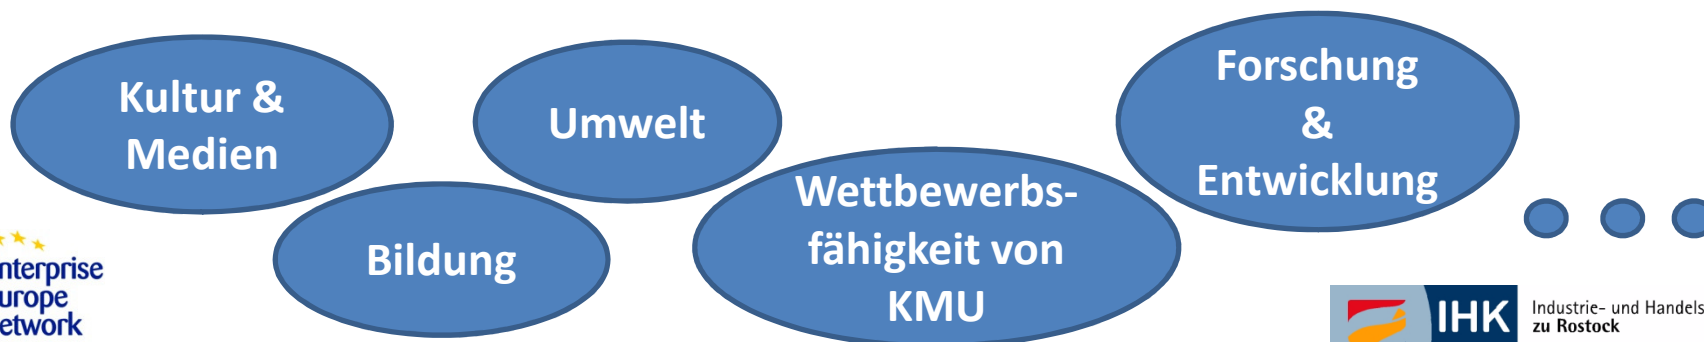 Kultur &
Medien
Bildung
Umwelt
Wettbewerbs-
fähigkeit von
KMU
Forschung
&
Entwicklung
nterprise
urope
etwork
IHK
Industrie- und Handels
zu Rostock